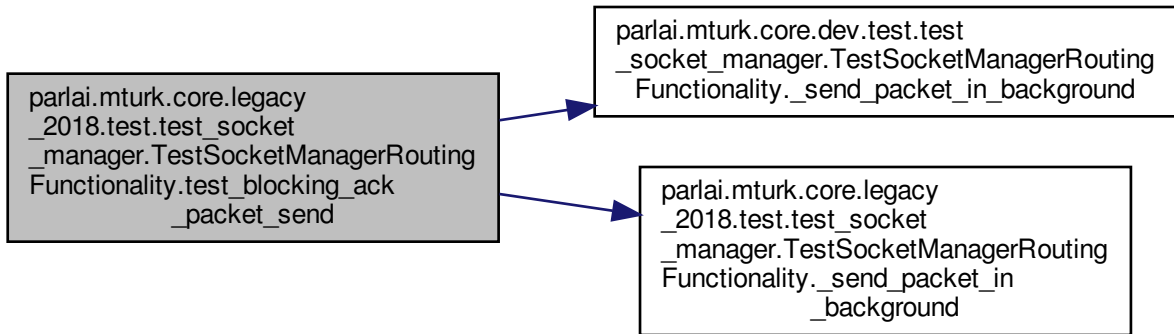 parlai.mturk.core.legacy
_2018.test.test_socket
_manager.TestSocketManagerRouting
Functionality.test_blocking_ack
_packet_send
parlai.mturk.core.dev.test.test
_socket_manager.TestSocketManagerRouting
Functionality._send_packet_in_background
parlai.mturk.core.legacy
_2018.test.test_socket
_manager.TestSocketManagerRouting
Functionality._send_packet_in
_background